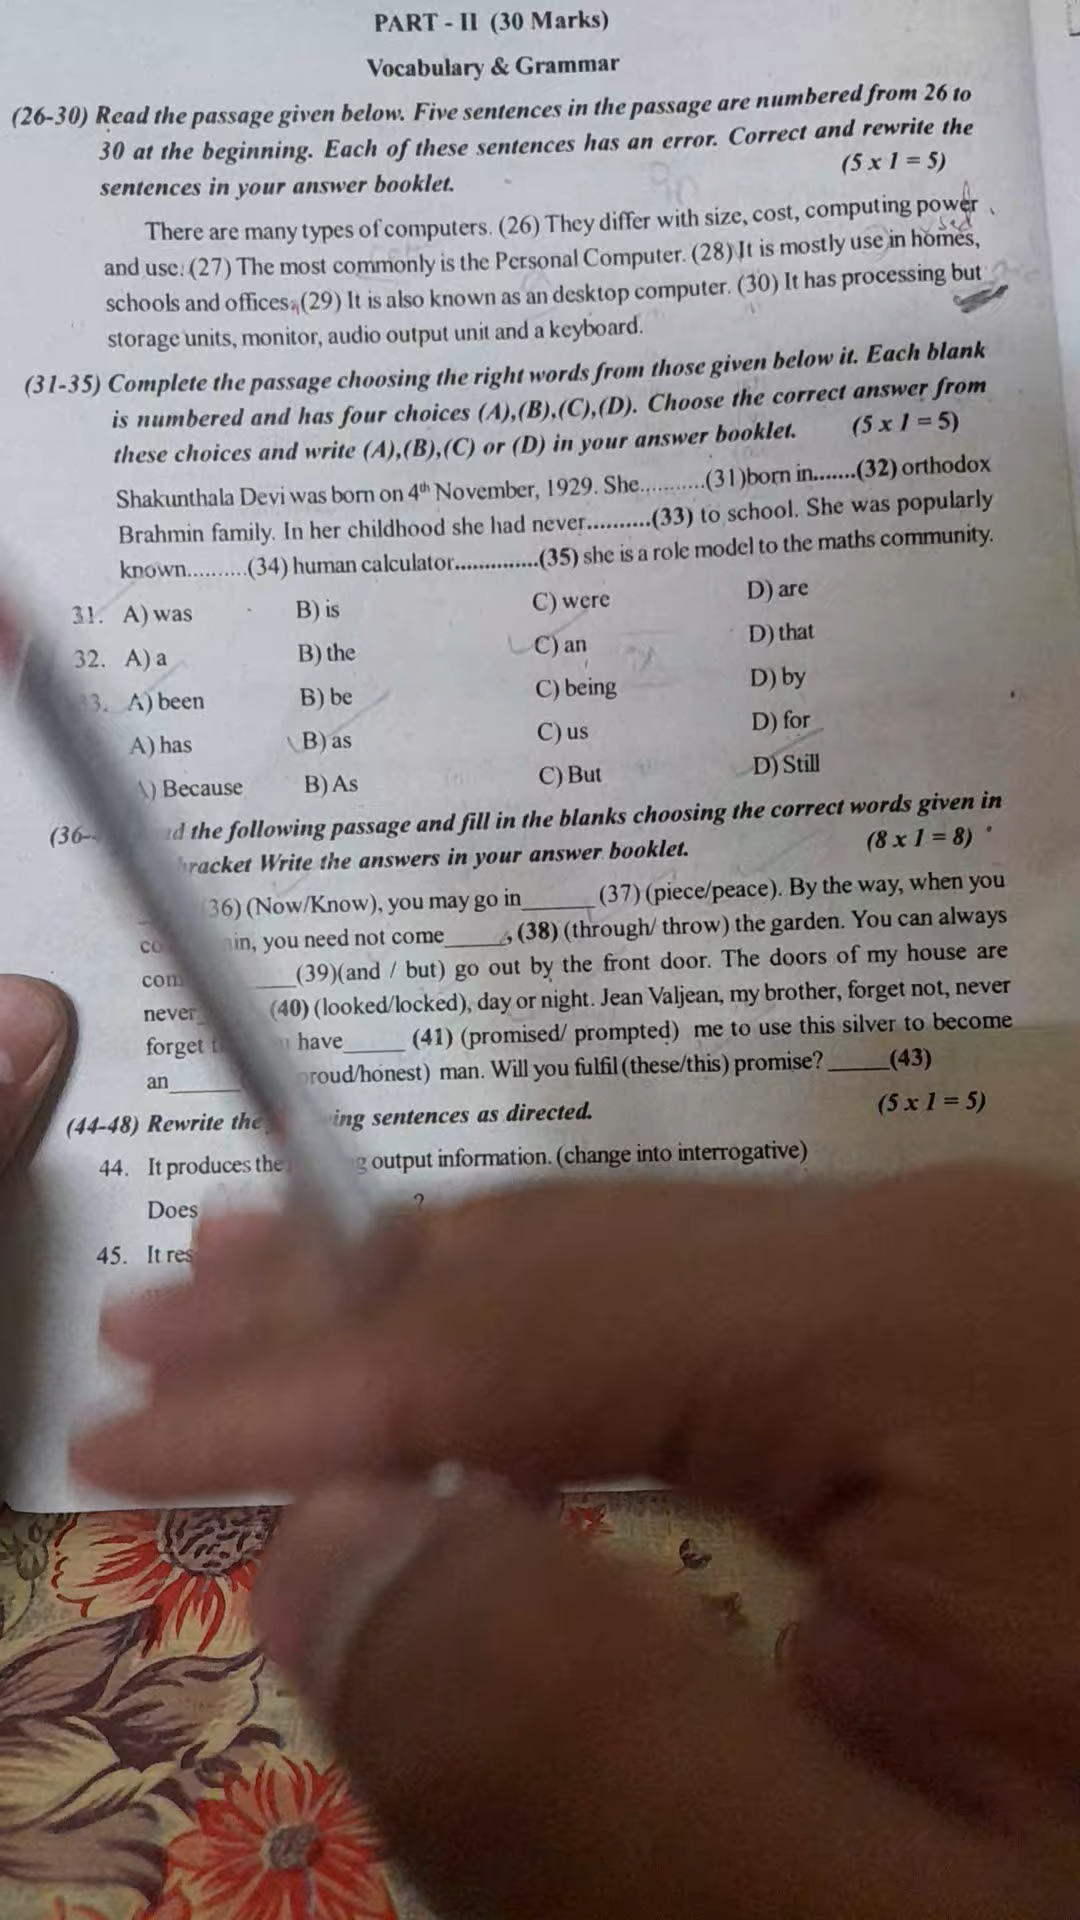 PART - II (30 Marks)
Vocabulary & Grammar
(26-30) Read the passage given below. Five sentences in the passage are numbered from 26 to
30 at the beginning. Each of these sentences has an error. Correct and rewrite the
sentences in your answer booklet. (5 x 1 = 5)
There are many types of computers. (26) They differ with size, cost, computing power
and use. (27) The most commonly is the Personal Computer. (28) It is mostly use in homes,
sed
schools and offices. (29) It is also known as an desktop computer. (30) It has processing but
storage units, monitor, audio output unit and a keyboard.
(31-35) Complete the passage choosing the right words from those given below it. Each blank
is numbered and has four choices (A),(B),(C),(D). Choose the correct answer from
these choices and write (A),(B),(C) or (D) in your answer booklet. (5 x 1 = 5)
Shakunthala Devi was born on 4th November, 1929. She...........(31)born in.......(32) orthodox
Brahmin family. In her childhood she had never..........(33) to school. She was popularly
known..........(34) human calculator...............(35) she is a role model to the maths community.
31. A) was B) is C) were D) are
32. A) a B) the C) an D) that
3. A) been B) be C) being D) by
A) has B) as C) us D) for
) Because B) As C) But D) Still
(36- d the following passage and fill in the blanks choosing the correct words given in
bracket Write the answers in your answer booklet. (8 x 1 = 8)
36) (Now/Know), you may go in______ (37) (piece/peace). By the way, when you
co in, you need not come_____, (38) (through/ throw) the garden. You can always
com ____(39)(and / but) go out by the front door. The doors of my house are
never (40) (looked/locked), day or night. Jean Valjean, my brother, forget not, never
forget t have_____ (41) (promised/ prompted) me to use this silver to become
an______ proud/honest) man. Will you fulfil (these/this) promise? _____(43)
(44-48) Rewrite the ing sentences as directed. (5 x 1 = 5)
44. It produces the g output information. (change into interrogative)
Does ?
45. It res